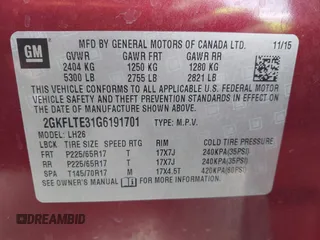 GM
MFD BY GENERAL MOTORS OF CANADA LTD. 11/15
GVWR GAWR FRT GAWR RR
2404 KG 1250 KG 1280 KG
5300 LB 2755 LB 2821 LB
THIS VEHICLE CONFORMS TO ALL APPLICABLE U.S. FEDERAL MOTOR
VEHICLE SAFETY, BUMPER, AND THEFT PREVENTION
STANDARDS IN EFFECT ON THE DATE OF
MANUFACTURE SHOWN ABOVE.
2GKFLTE31G6191701 TYPE: M.P.V.
MODEL: LH26
LBCK TIRE SIZE SPEED RTG RIM COLD TIRE PRESSURE
FRT P225/65R17 T 17X7J 240KPA(35PSI)
RR P225/65R17 T 17X7J 240KPA(35PSI)
SPA T145/70R17 M 17X4.5T 420KPA(60PSI)
SEE OWNER'S MANUAL FOR ADDITIONAL INFORMATION.
DREAMBID